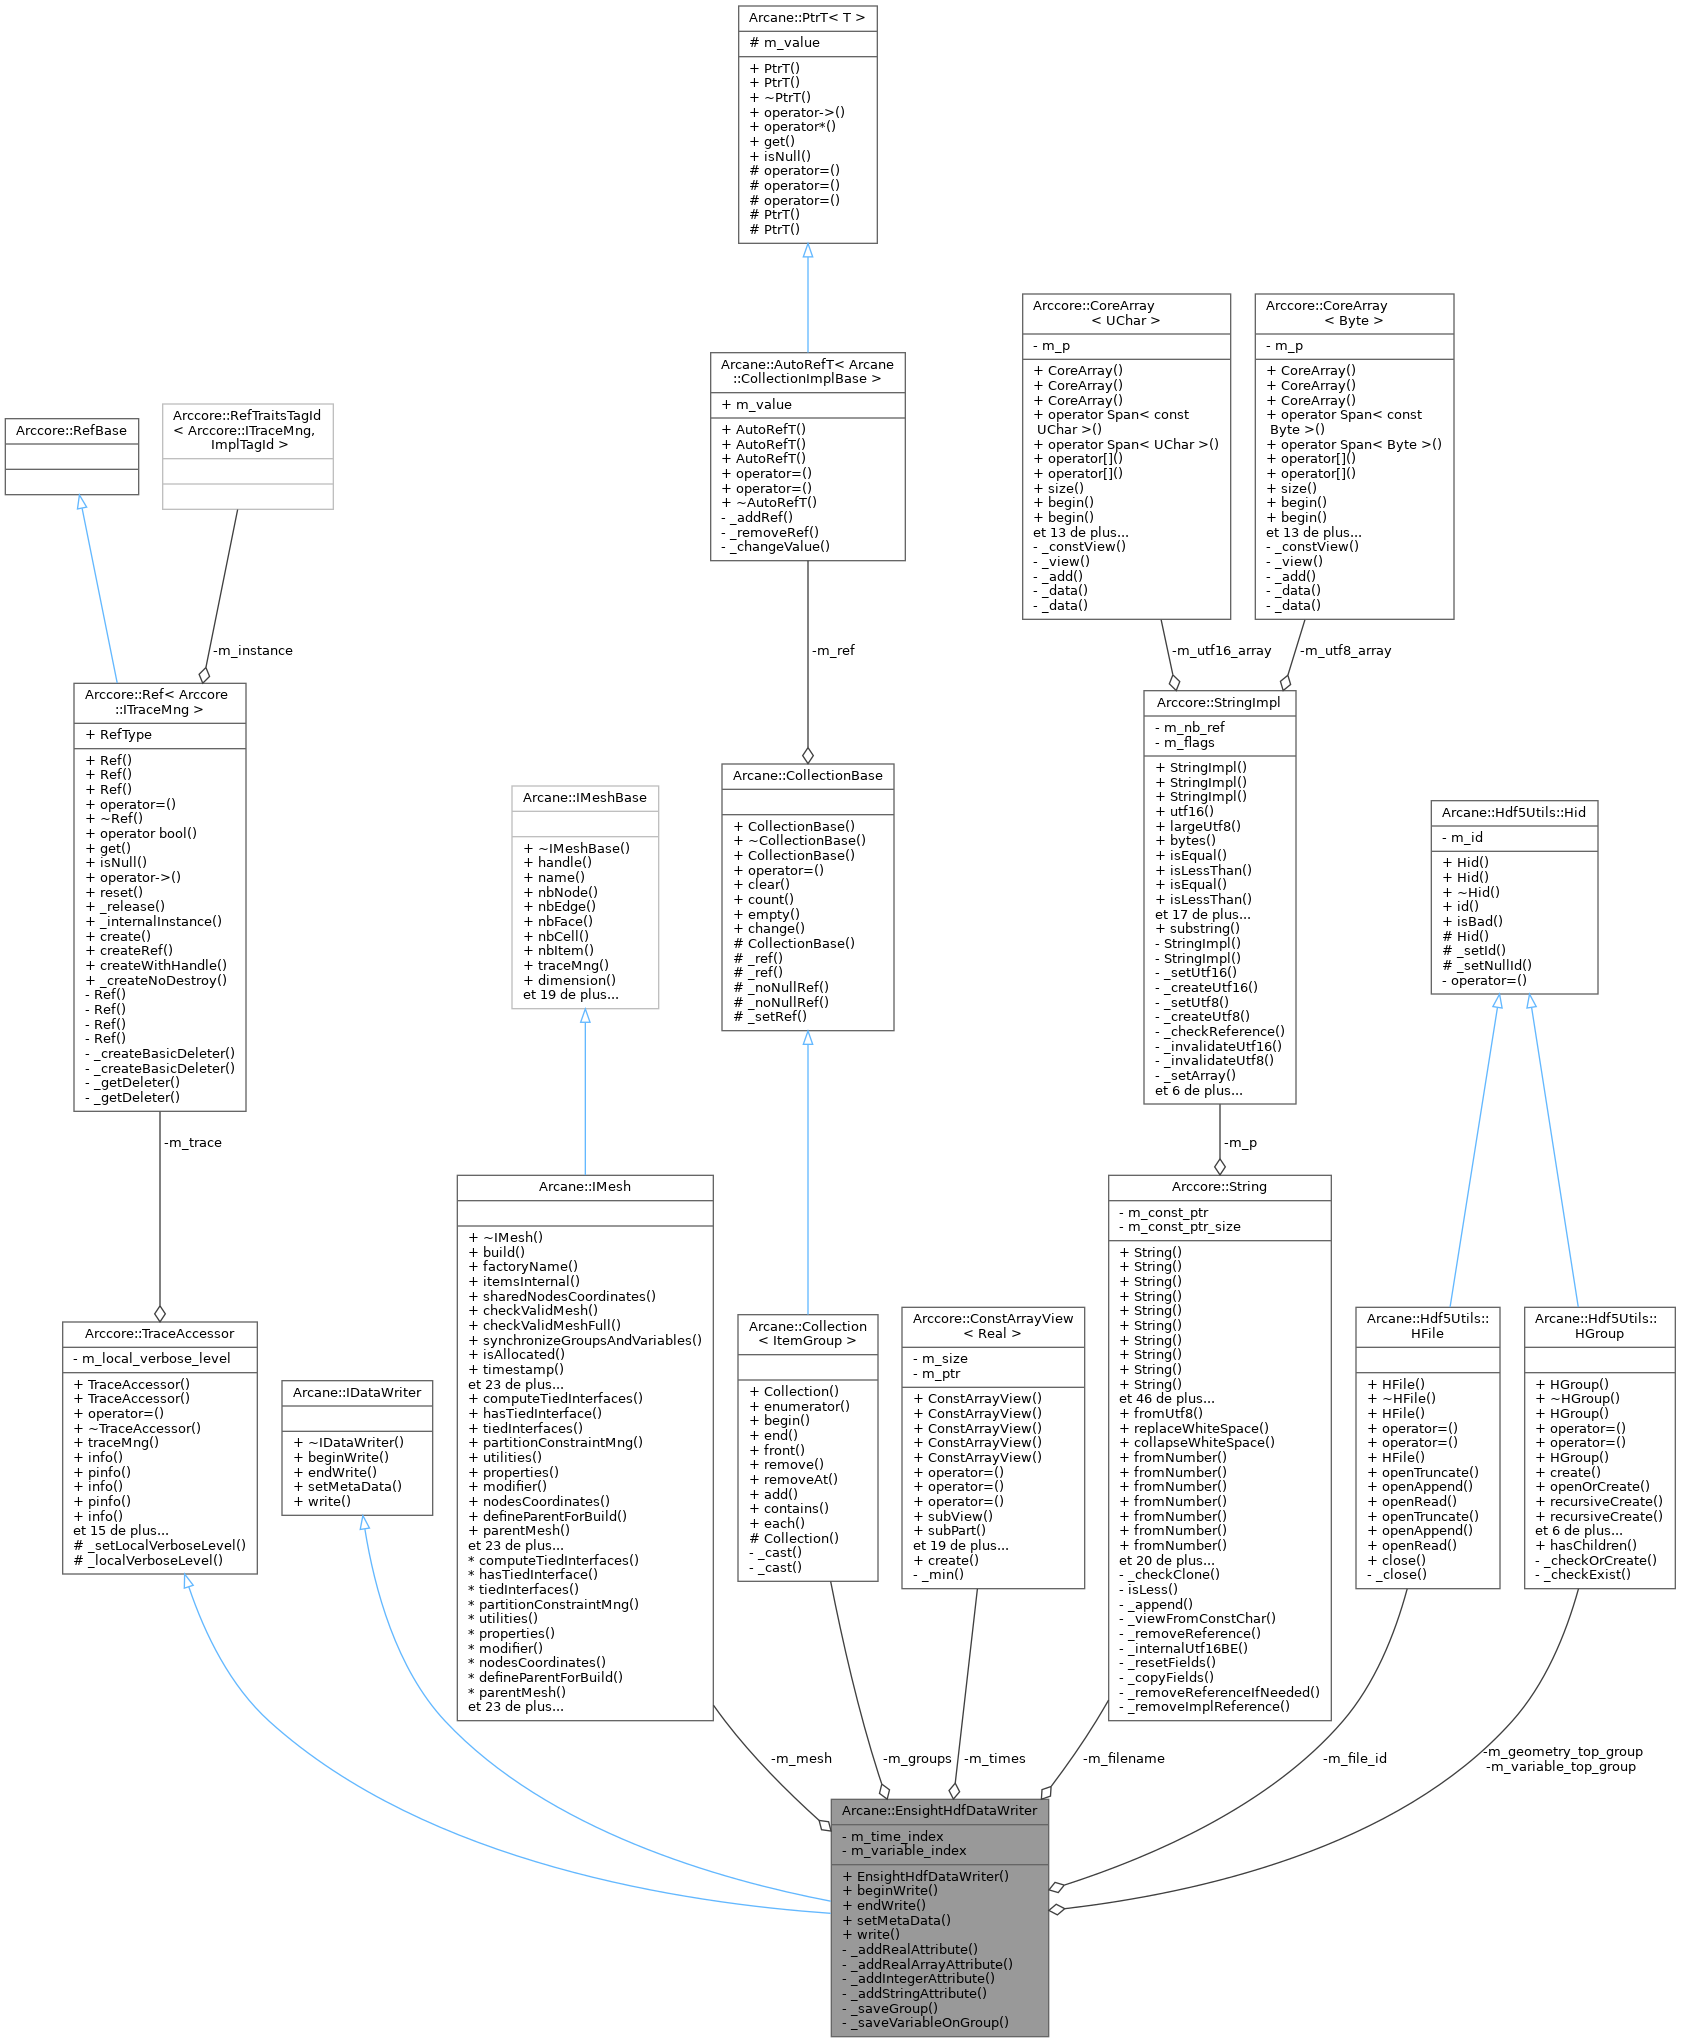 Arcane::PtrT< T >
# m_value
+ PtrT()
+ PtrT()
+ ~PtrT()
+ operator->()
+ operator*()
+ get()
+ isNull()
# operator=()
# operator=()
# operator=()
# PtrT()
# PtrT()
Arcane::AutoRefT< Arcane
::CollectionImplBase >
+ m_value
+ AutoRefT()
+ AutoRefT()
+ AutoRefT()
+ operator=()
+ operator=()
+ ~AutoRefT()
- _addRef()
- _removeRef()
- _changeValue()
Arccore::CoreArray
< UChar >
- m_p
+ CoreArray()
+ CoreArray()
+ CoreArray()
+ operator Span< const
UChar >()
+ operator Span< UChar >()
+ operator[]()
+ operator[]()
+ size()
+ begin()
+ begin()
et 13 de plus...
- _constView()
- _view()
- _add()
- _data()
- _data()
Arccore::CoreArray
< Byte >
- m_p
+ CoreArray()
+ CoreArray()
+ CoreArray()
+ operator Span< const
Byte >()
+ operator Span< Byte >()
+ operator[]()
+ operator[]()
+ size()
+ begin()
+ begin()
et 13 de plus...
- _constView()
- _view()
- _add()
- _data()
- _data()
Arccore::RefBase
Arccore::RefTraitsTagId
< Arccore::ITraceMng,
ImplTagId >
-m_instance
-m_ref
-m_utf16_array
-m_utf8_array
Arccore::Ref< Arccore
::ITraceMng >
+ RefType
+ Ref()
+ Ref()
+ Ref()
+ operator=()
+ ~Ref()
+ operator bool()
+ get()
+ isNull()
+ operator->()
+ reset()
+ _release()
+ _internalInstance()
+ create()
+ createRef()
+ createWithHandle()
+ _createNoDestroy()
- Ref()
- Ref()
- Ref()
- Ref()
- _createBasicDeleter()
- _createBasicDeleter()
- _getDeleter()
- _getDeleter()
Arcane::IMeshBase
+ ~IMeshBase()
+ handle()
+ name()
+ nbNode()
+ nbEdge()
+ nbFace()
+ nbCell()
+ nbItem()
+ traceMng()
+ dimension()
et 19 de plus...
Arcane::CollectionBase
+ CollectionBase()
+ ~CollectionBase()
+ CollectionBase()
+ operator=()
+ clear()
+ count()
+ empty()
+ change()
# CollectionBase()
# _ref()
# _ref()
# _noNullRef()
# _noNullRef()
# _setRef()
Arccore::StringImpl
- m_nb_ref
- m_flags
+ StringImpl()
+ StringImpl()
+ StringImpl()
+ utf16()
+ largeUtf8()
+ bytes()
+ isEqual()
+ isLessThan()
+ isEqual()
+ isLessThan()
et 17 de plus...
+ substring()
- StringImpl()
- StringImpl()
- _setUtf16()
- _createUtf16()
- _setUtf8()
- _createUtf8()
- _checkReference()
- _invalidateUtf16()
- _invalidateUtf8()
- _setArray()
et 6 de plus...
Arcane::Hdf5Utils::Hid
- m_id
+ Hid()
+ Hid()
+ ~Hid()
+ id()
+ isBad()
# Hid()
# _setId()
# _setNullId()
- operator=()
-m_trace
-m_p
Arccore::TraceAccessor
- m_local_verbose_level
+ TraceAccessor()
+ TraceAccessor()
+ operator=()
+ ~TraceAccessor()
+ traceMng()
+ info()
+ pinfo()
+ info()
+ pinfo()
+ info()
et 15 de plus...
# _setLocalVerboseLevel()
# _localVerboseLevel()
Arcane::IDataWriter
+ ~IDataWriter()
+ beginWrite()
+ endWrite()
+ setMetaData()
+ write()
Arcane::IMesh
+ ~IMesh()
+ build()
+ factoryName()
+ itemsInternal()
+ sharedNodesCoordinates()
+ checkValidMesh()
+ checkValidMeshFull()
+ synchronizeGroupsAndVariables()
+ isAllocated()
+ timestamp()
et 23 de plus...
+ computeTiedInterfaces()
+ hasTiedInterface()
+ tiedInterfaces()
+ partitionConstraintMng()
+ utilities()
+ properties()
+ modifier()
+ nodesCoordinates()
+ defineParentForBuild()
+ parentMesh()
et 23 de plus...
* computeTiedInterfaces()
* hasTiedInterface()
* tiedInterfaces()
* partitionConstraintMng()
* utilities()
* properties()
* modifier()
* nodesCoordinates()
* defineParentForBuild()
* parentMesh()
et 23 de plus...
Arcane::Collection
< ItemGroup >
+ Collection()
+ enumerator()
+ begin()
+ end()
+ front()
+ remove()
+ removeAt()
+ add()
+ contains()
+ each()
# Collection()
- _cast()
- _cast()
Arccore::ConstArrayView
< Real >
- m_size
- m_ptr
+ ConstArrayView()
+ ConstArrayView()
+ ConstArrayView()
+ ConstArrayView()
+ ConstArrayView()
+ operator=()
+ operator=()
+ operator=()
+ subView()
+ subPart()
et 19 de plus...
+ create()
- _min()
Arccore::String
- m_const_ptr
- m_const_ptr_size
+ String()
+ String()
+ String()
+ String()
+ String()
+ String()
+ String()
+ String()
+ String()
+ String()
et 46 de plus...
+ fromUtf8()
+ replaceWhiteSpace()
+ collapseWhiteSpace()
+ fromNumber()
+ fromNumber()
+ fromNumber()
+ fromNumber()
+ fromNumber()
+ fromNumber()
+ fromNumber()
et 20 de plus...
- _checkClone()
- isLess()
- _append()
- _viewFromConstChar()
- _removeReference()
- _internalUtf16BE()
- _resetFields()
- _copyFields()
- _removeReferenceIfNeeded()
- _removeImplReference()
Arcane::Hdf5Utils::
HFile
+ HFile()
+ ~HFile()
+ HFile()
+ operator=()
+ operator=()
+ HFile()
+ openTruncate()
+ openAppend()
+ openRead()
+ openTruncate()
+ openAppend()
+ openRead()
+ close()
- _close()
Arcane::Hdf5Utils::
HGroup
+ HGroup()
+ ~HGroup()
+ HGroup()
+ operator=()
+ operator=()
+ HGroup()
+ create()
+ openOrCreate()
+ recursiveCreate()
+ recursiveCreate()
et 6 de plus...
+ hasChildren()
- _checkOrCreate()
- _checkExist()
-m_mesh
-m_groups
-m_times
-m_filename
-m_file_id
-m_geometry_top_group
-m_variable_top_group
Arcane::EnsightHdfDataWriter
- m_time_index
- m_variable_index
+ EnsightHdfDataWriter()
+ beginWrite()
+ endWrite()
+ setMetaData()
+ write()
- _addRealAttribute()
- _addRealArrayAttribute()
- _addIntegerAttribute()
- _addStringAttribute()
- _saveGroup()
- _saveVariableOnGroup()